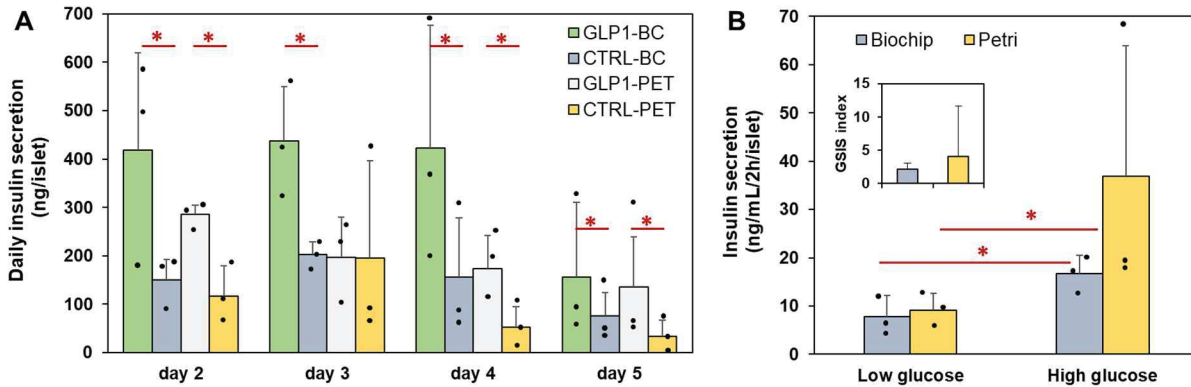 A
Daily insulin secretion
(ng/islet)
700
600
500
400
300
200
100
0
* * * * * * *
GLP1-BC
CTRL-BC
GLP1-PET
CTRL-PET
day 2 day 3 day 4 day 5
B
Insulin secretion
(ng/mL/2h/islet)
70
60
50
40
30
20
10
0
Biochip Petri
GSIS index
15
10
5
0
*
*
Low glucose High glucose